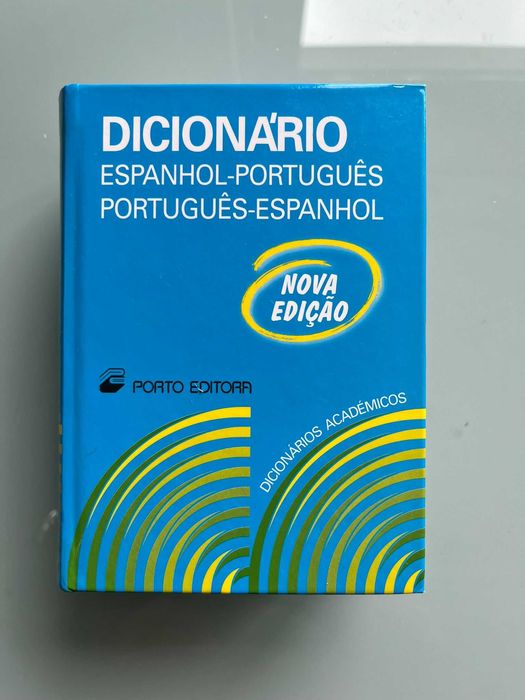 DICIONÁRIO
ESPANHOL-PORTUGUÊS
PORTUGUÊS-ESPANHOL
NOVA
EDIÇÃO
PORTO EDITORA
DICIONÁRIOS ACADÉMICOS